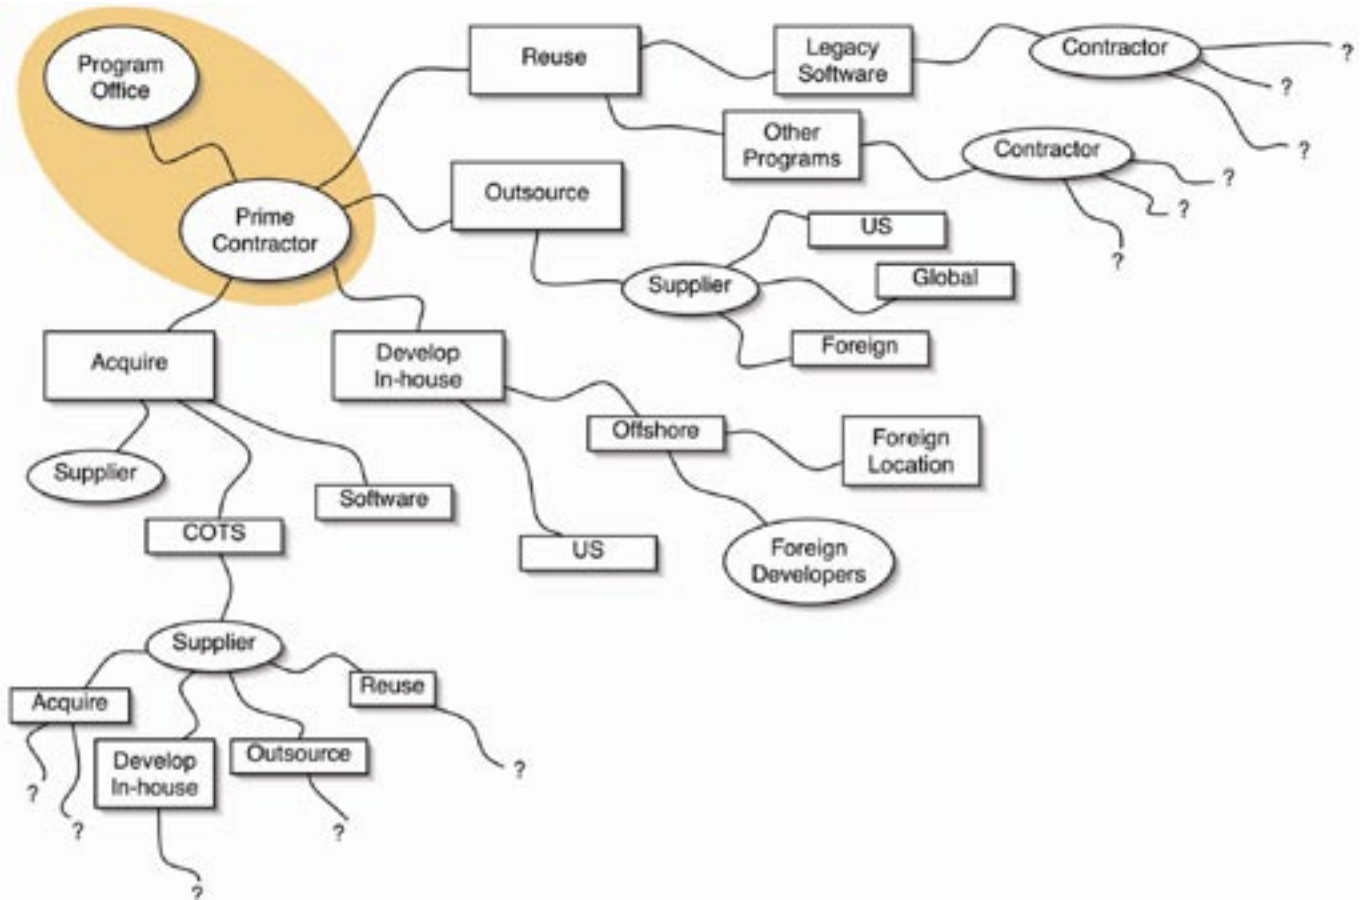 Program
Office
Prime
Contractor
Reuse
Legacy
Software
Contractor
?
?
?
Other
Programs
Contractor
?
?
?
Outsource
Supplier
US
Global
Foreign
Acquire
Supplier
COTS
Software
Develop
In-house
US
Offshore
Foreign
Location
Foreign
Developers
Supplier
Acquire
?
?
Develop
In-house
?
Outsource
?
Reuse
?